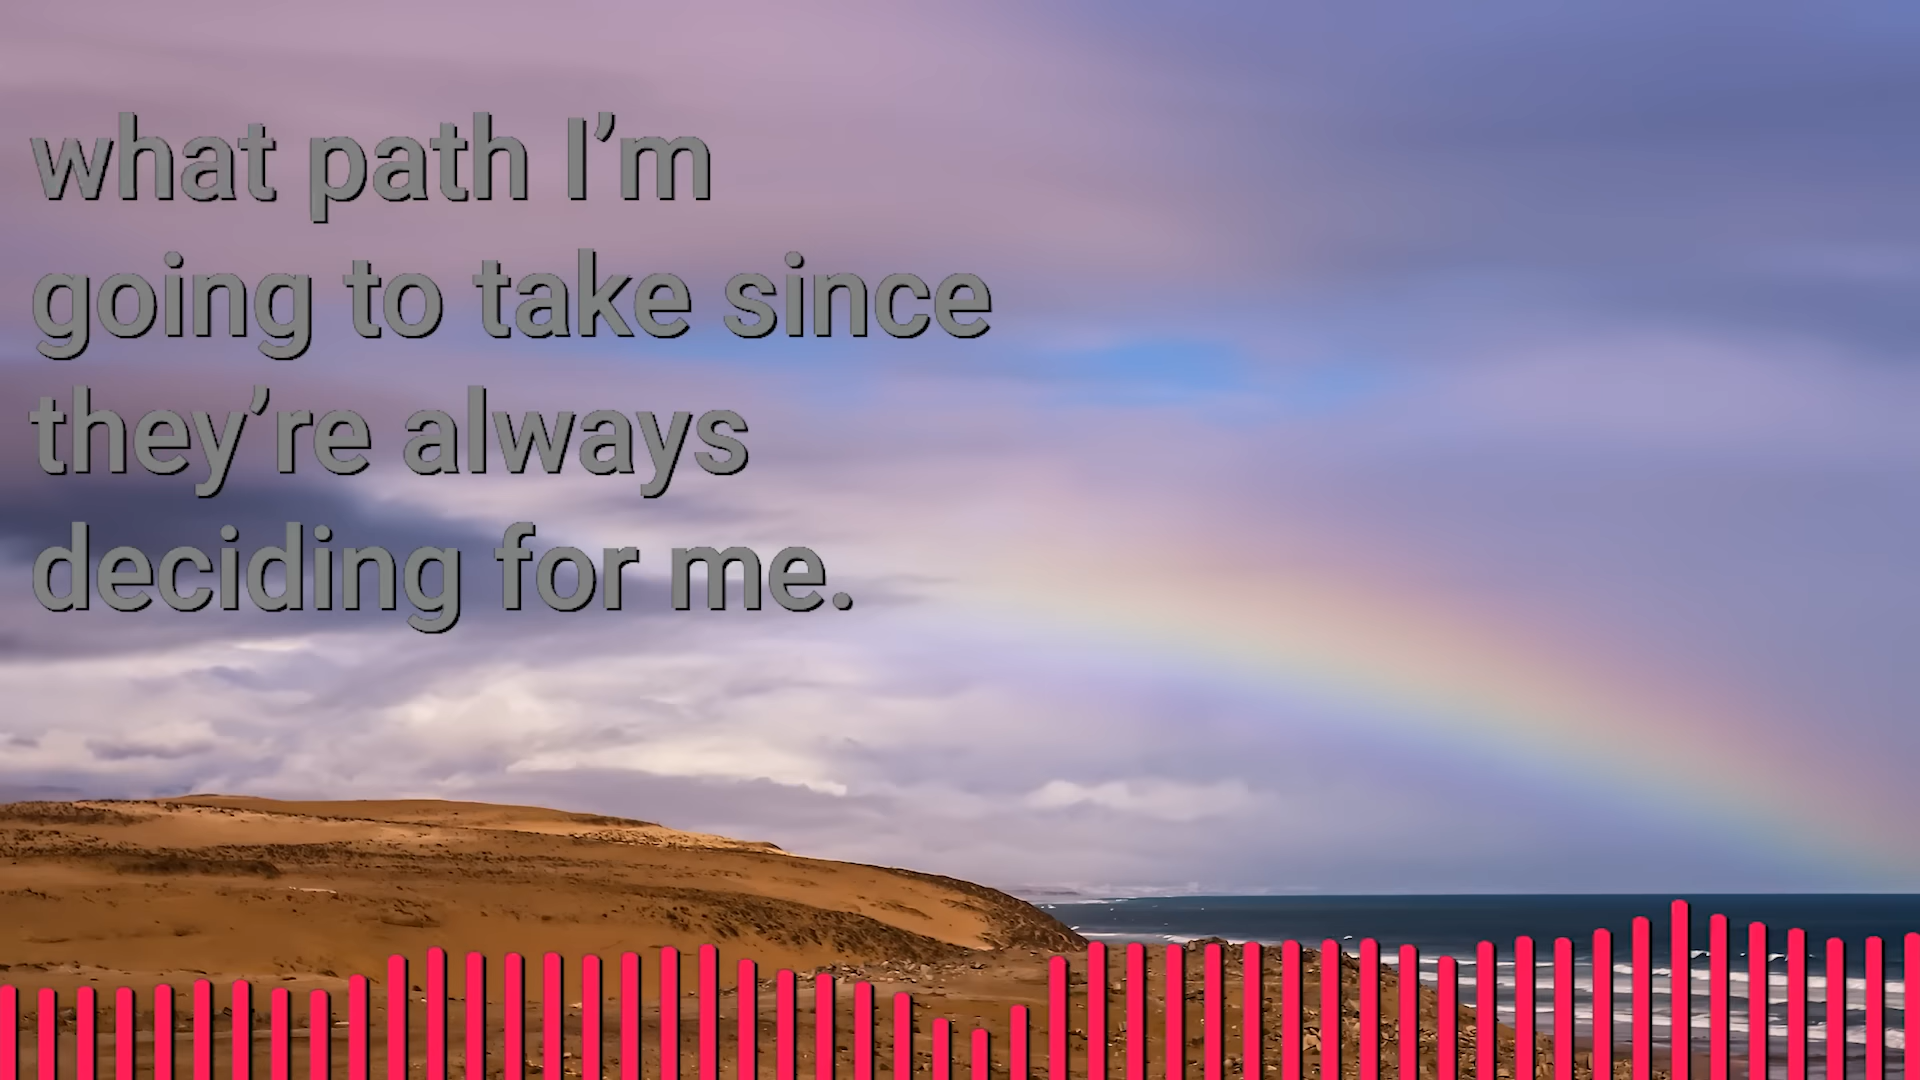 what path I’m
going to take since
they’re always
deciding for me.